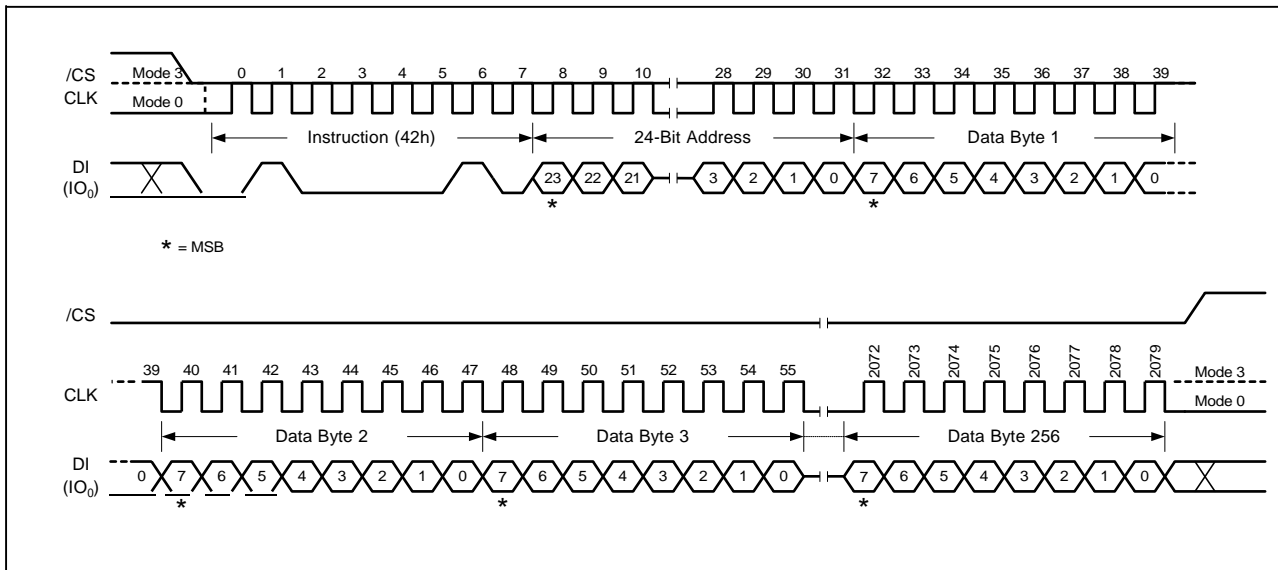 /CS
Mode 3 0 1 2 3 4 5 6 7 8 9 10 28 29 30 31 32 33 34 35 36 37 38 39
CLK
Mode 0
Instruction (42h) 24-Bit Address Data Byte 1
DI
(IO₀)
23 22 21 3 2 1 0 7 6 5 4 3 2 1 0
* *
* = MSB
/CS
39 40 41 42 43 44 45 46 47 48 49 50 51 52 53 54 55 2072 2073 2074 2075 2076 2077 2078 2079 Mode 3
CLK
Mode 0
Data Byte 2 Data Byte 3 Data Byte 256
DI
(IO₀)
0 7 6 5 4 3 2 1 0 7 6 5 4 3 2 1 0 7 6 5 4 3 2 1 0
* * *